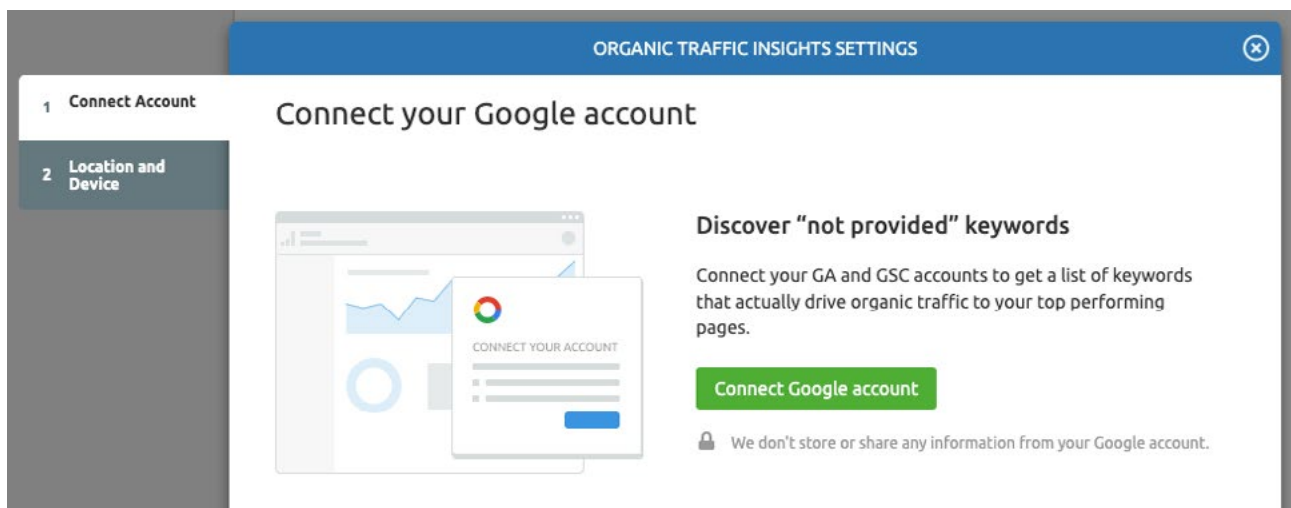 ORGANIC TRAFFIC INSIGHTS SETTINGS
1 Connect Account
2 Location and
Device
Connect your Google account
CONNECT YOUR ACCOUNT
Discover “not provided” keywords
Connect your GA and GSC accounts to get a list of keywords
that actually drive organic traffic to your top performing
pages.
Connect Google account
We don't store or share any information from your Google account.